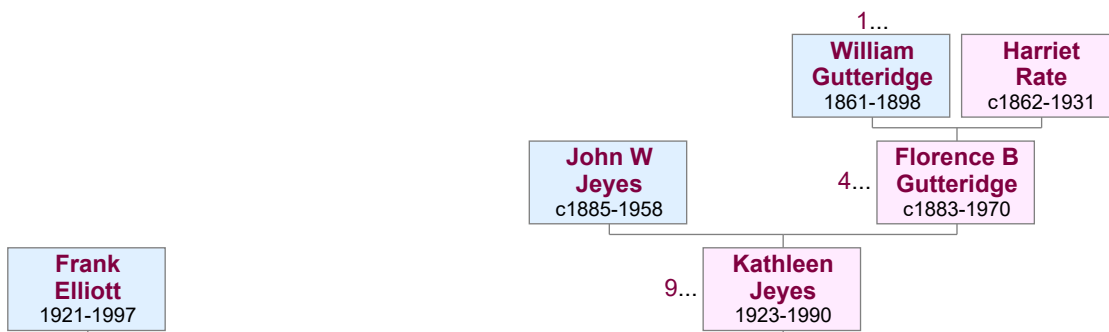 1...
William
Gutteridge
1861-1898
Harriet
Rate
c1862-1931
John W
Jeyes
c1885-1958
4...
Florence B
Gutteridge
c1883-1970
Frank
Elliott
1921-1997
9...
Kathleen
Jeyes
1923-1990